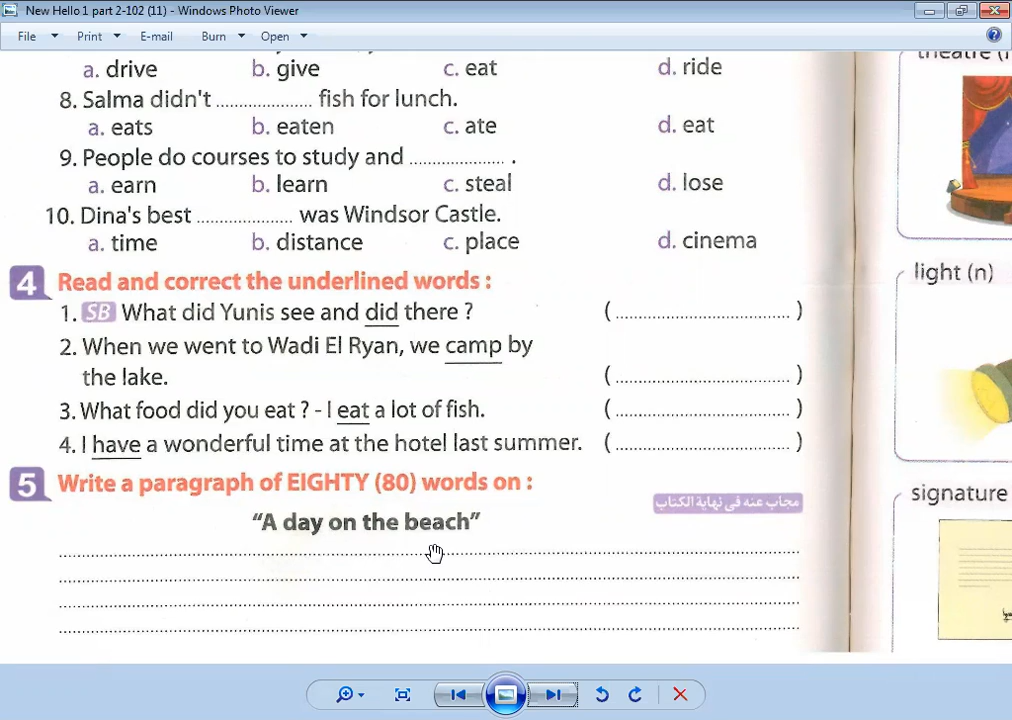 New Hello 1 part 2-102 (11) - Windows Photo Viewer
File Print E-mail Burn Open
a. drive b. give c. eat d. ride
8. Salma didn't .................... fish for lunch.
a. eats b. eaten c. ate d. eat
9. People do courses to study and .................... .
a. earn b. learn c. steal d. lose
10. Dina's best .................... was Windsor Castle.
a. time b. distance c. place d. cinema
4 Read and correct the underlined words :
1. SB What did Yunis see and did there ? (....................................)
2. When we went to Wadi El Ryan, we camp by
the lake. (....................................)
3. What food did you eat ? - I eat a lot of fish. (....................................)
4. I have a wonderful time at the hotel last summer. (....................................)
5 Write a paragraph of EIGHTY (80) words on :
مجاب عنه فى نهاية الكتاب
“A day on the beach”
light (n)
signature